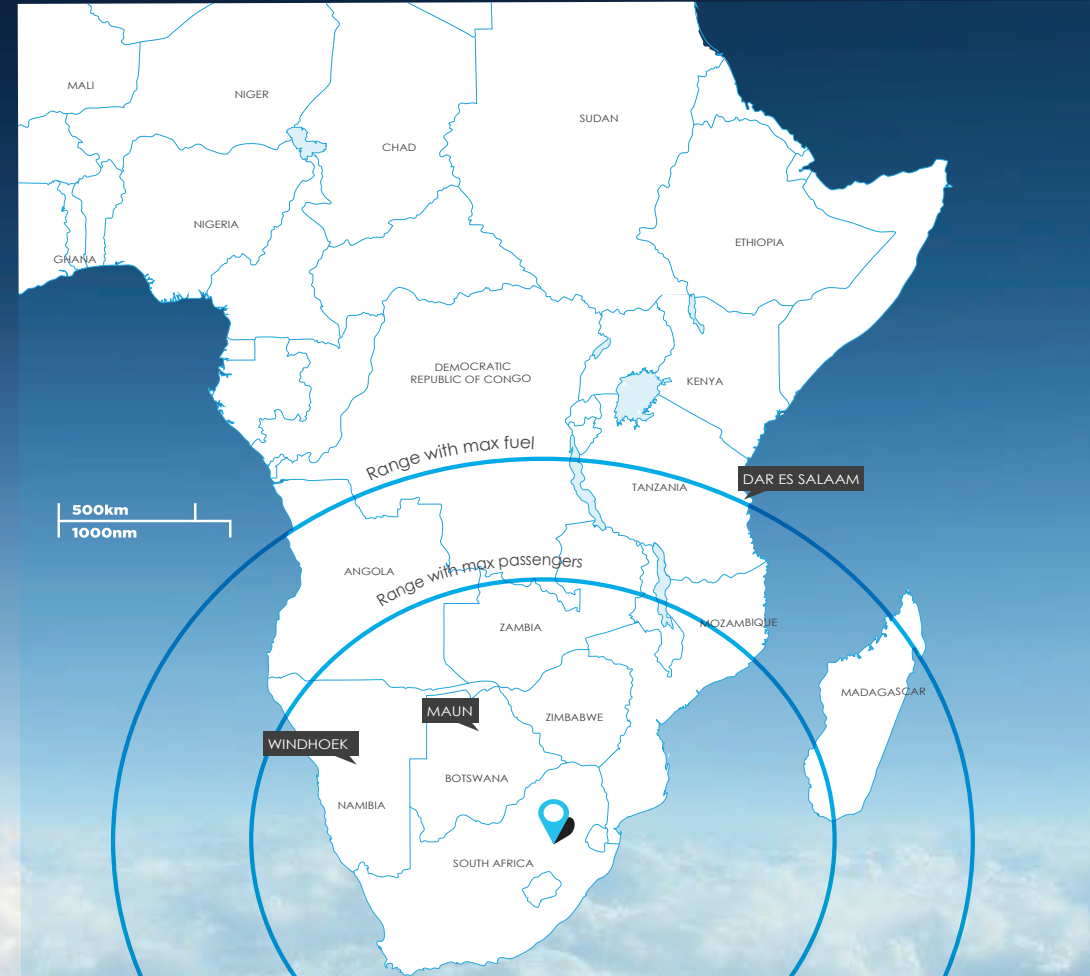 MALI
NIGER
SUDAN
CHAD
NIGERIA
ETHIOPIA
GHANA
DEMOCRATIC
REPUBLIC OF CONGO
KENYA
Range with max fuel
DAR ES SALAAM
TANZANIA
500km
1000nm
Range with max passengers
ANGOLA
ZAMBIA
MOZAMBIQUE
MADAGASCAR
MAUN
ZIMBABWE
WINDHOEK
BOTSWANA
NAMIBIA
SOUTH AFRICA